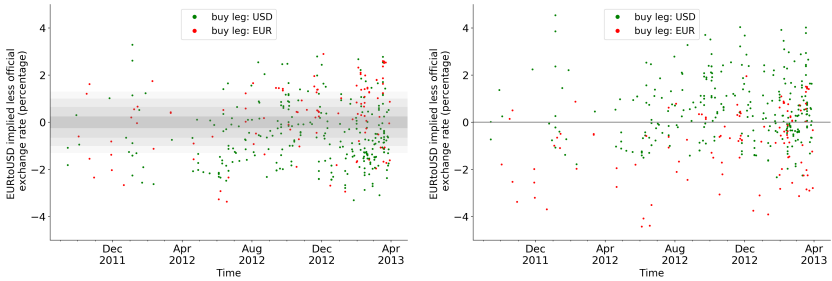 buy leg: USD
buy leg: EUR
EURtoUSD implied less official
exchange rate (percentage)
4
2
0
−2
−4
Dec
2011
Apr
2012
Aug
2012
Dec
2012
Apr
2013
Time
buy leg: USD
buy leg: EUR
EURtoUSD implied less official
exchange rate (percentage)
4
2
0
−2
−4
Dec
2011
Apr
2012
Aug
2012
Dec
2012
Apr
2013
Time